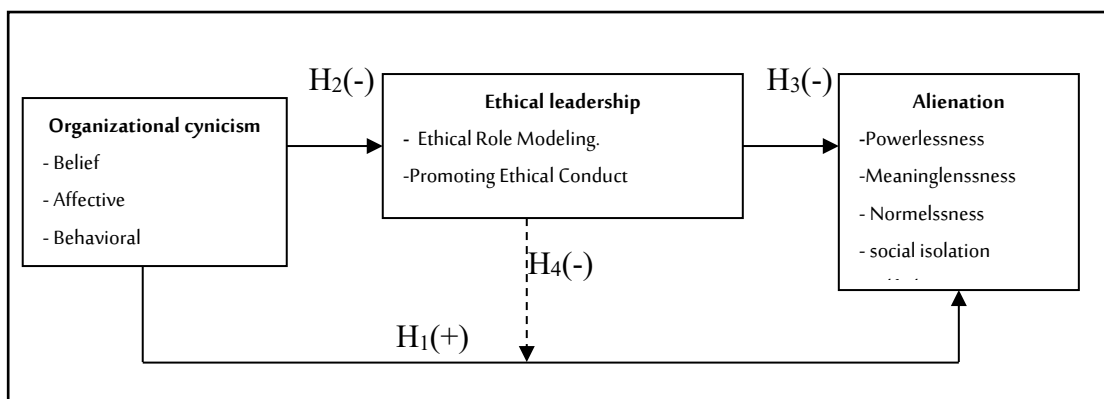 H₂(-)
H₃(-)
Organizational cynicism
- Belief
- Affective
- Behavioral
Ethical leadership
- Ethical Role Modeling.
-Promoting Ethical Conduct
Alienation
-Powerlessness
-Meaninglenssness
- Normelssness
- social isolation
H₄(-)
H₁(+)